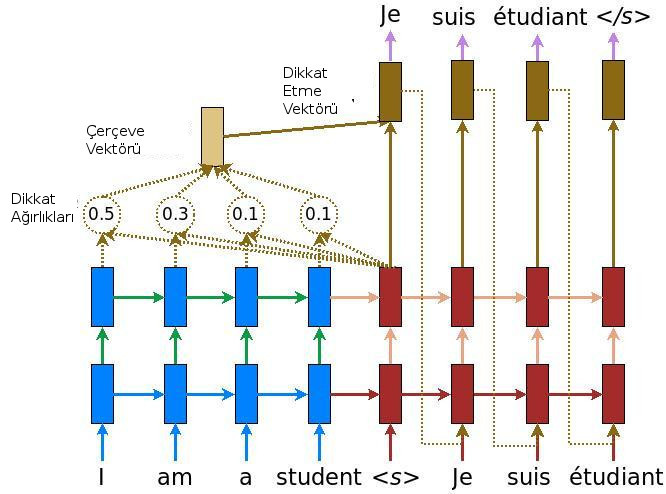 Je suis étudiant </s>
Dikkat
Etme
Vektörü
Çerçeve
Vektörü
Dikkat
Ağırlıkları
0.5 0.3 0.1 0.1
I am a student <s> Je suis étudiant